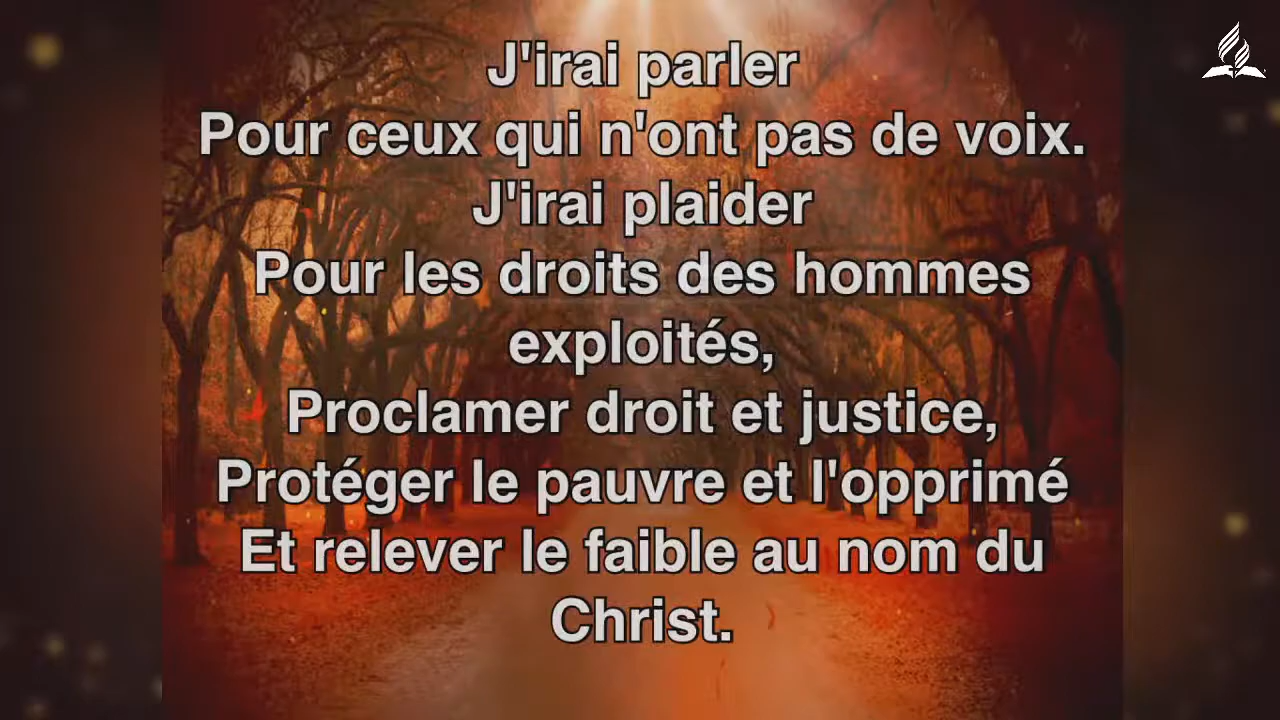 J'irai parler
Pour ceux qui n'ont pas de voix.
J'irai plaider
Pour les droits des hommes
exploités,
Proclamer droit et justice,
Protéger le pauvre et l'opprimé
Et relever le faible au nom du
Christ.